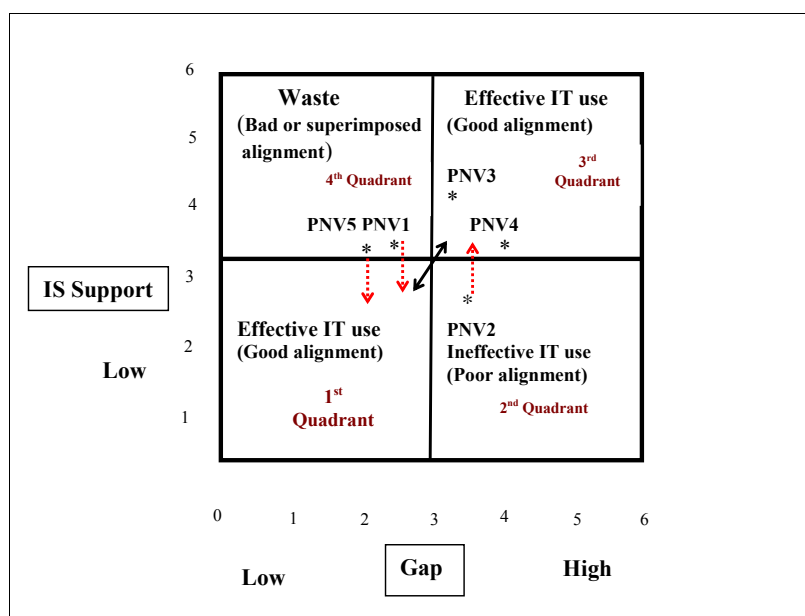 6
Waste
(Bad or superimposed
alignment)
4th Quadrant
Effective IT use
(Good alignment)
3rd
Quadrant
5
PNV3
*
4
PNV5 PNV1
* *
PNV4
*
3
IS Support
*
PNV2
Effective IT use
(Good alignment)
Ineffective IT use
(Poor alignment)
2
Low
1st
Quadrant
2nd Quadrant
1
0 1 2 3 4 5 6
Low
Gap
High